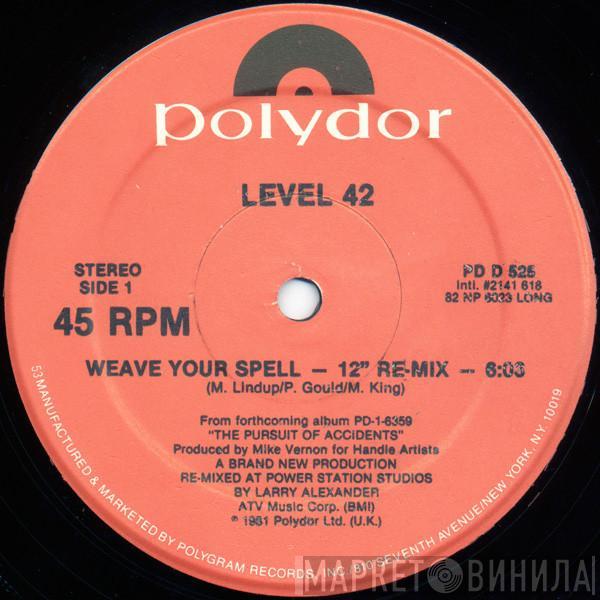 polydor
LEVEL 42
STEREO
SIDE 1
45 RPM
PD D 525
Intl. #2141 618
82 NP 6033 LONG
WEAVE YOUR SPELL — 12" RE-MIX — 6:03
(M. Lindup/P. Gould/M. King)
From forthcoming album PD-1-6359
"THE PURSUIT OF ACCIDENTS"
Produced by Mike Vernon for Handle Artists
A BRAND NEW PRODUCTION
RE-MIXED AT POWER STATION STUDIOS
BY LARRY ALEXANDER
ATV Music Corp. (BMI)
℗ 1981 Polydor Ltd. (U.K.)
53 MANUFACTURED & MARKETED BY POLYGRAM RECORDS, INC./810 SEVENTH AVENUE/NEW YORK, N.Y. 10019
МАРКЕТ ВИНИЛА